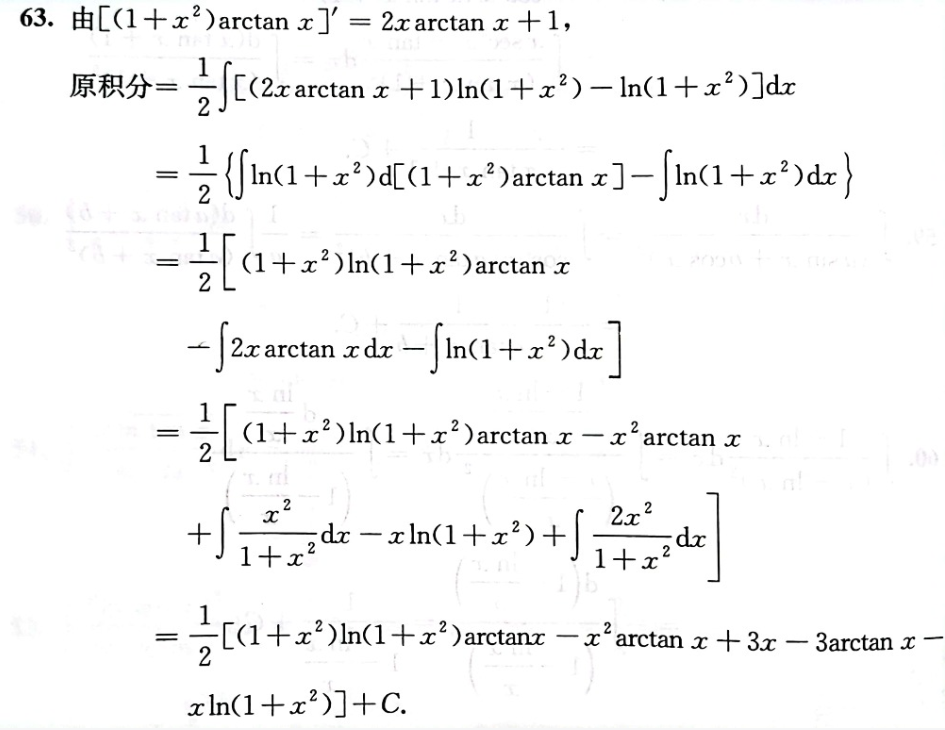 63. 由[(1+x²)arctan x]′ = 2x arctan x +1,
原积分= 1/2 ∫[(2x arctan x +1)ln(1+x²) − ln(1+x²)]dx
= 1/2 {∫ln(1+x²)d[(1+x²)arctan x] − ∫ln(1+x²)dx}
= 1/2 [(1+x²)ln(1+x²)arctan x
− ∫2x arctan x dx − ∫ln(1+x²)dx]
= 1/2 [(1+x²)ln(1+x²)arctan x − x² arctan x
+ ∫ x²/(1+x²) dx − x ln(1+x²) + ∫ 2x²/(1+x²) dx]
= 1/2 [(1+x²)ln(1+x²)arctanx − x² arctan x + 3x − 3arctan x −
x ln(1+x²)]+C.